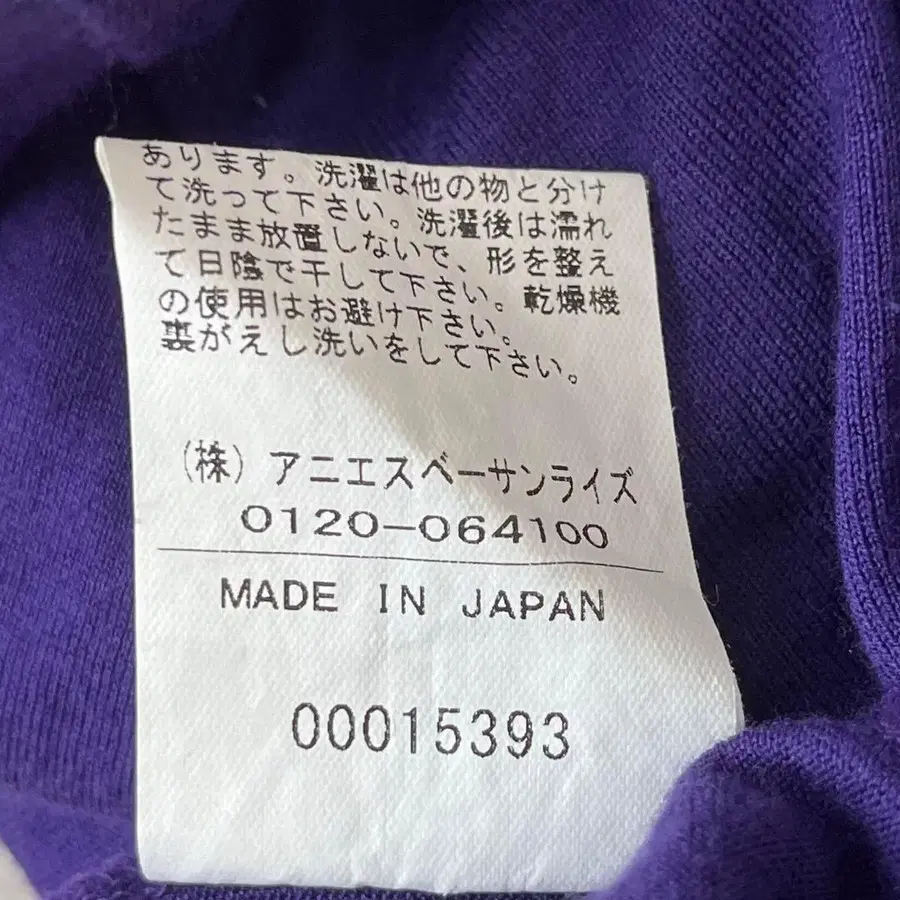 あります。洗濯は他の物と分け
て洗って下さい。洗濯後は濡れ
たまま放置しないで、形を整え
て日陰で干して下さい。乾燥機
の使用はお避け下さい。
裏がえし洗いをして下さい。
(株)アニエスベーサンライズ
0120-064100
MADE IN JAPAN
00015393